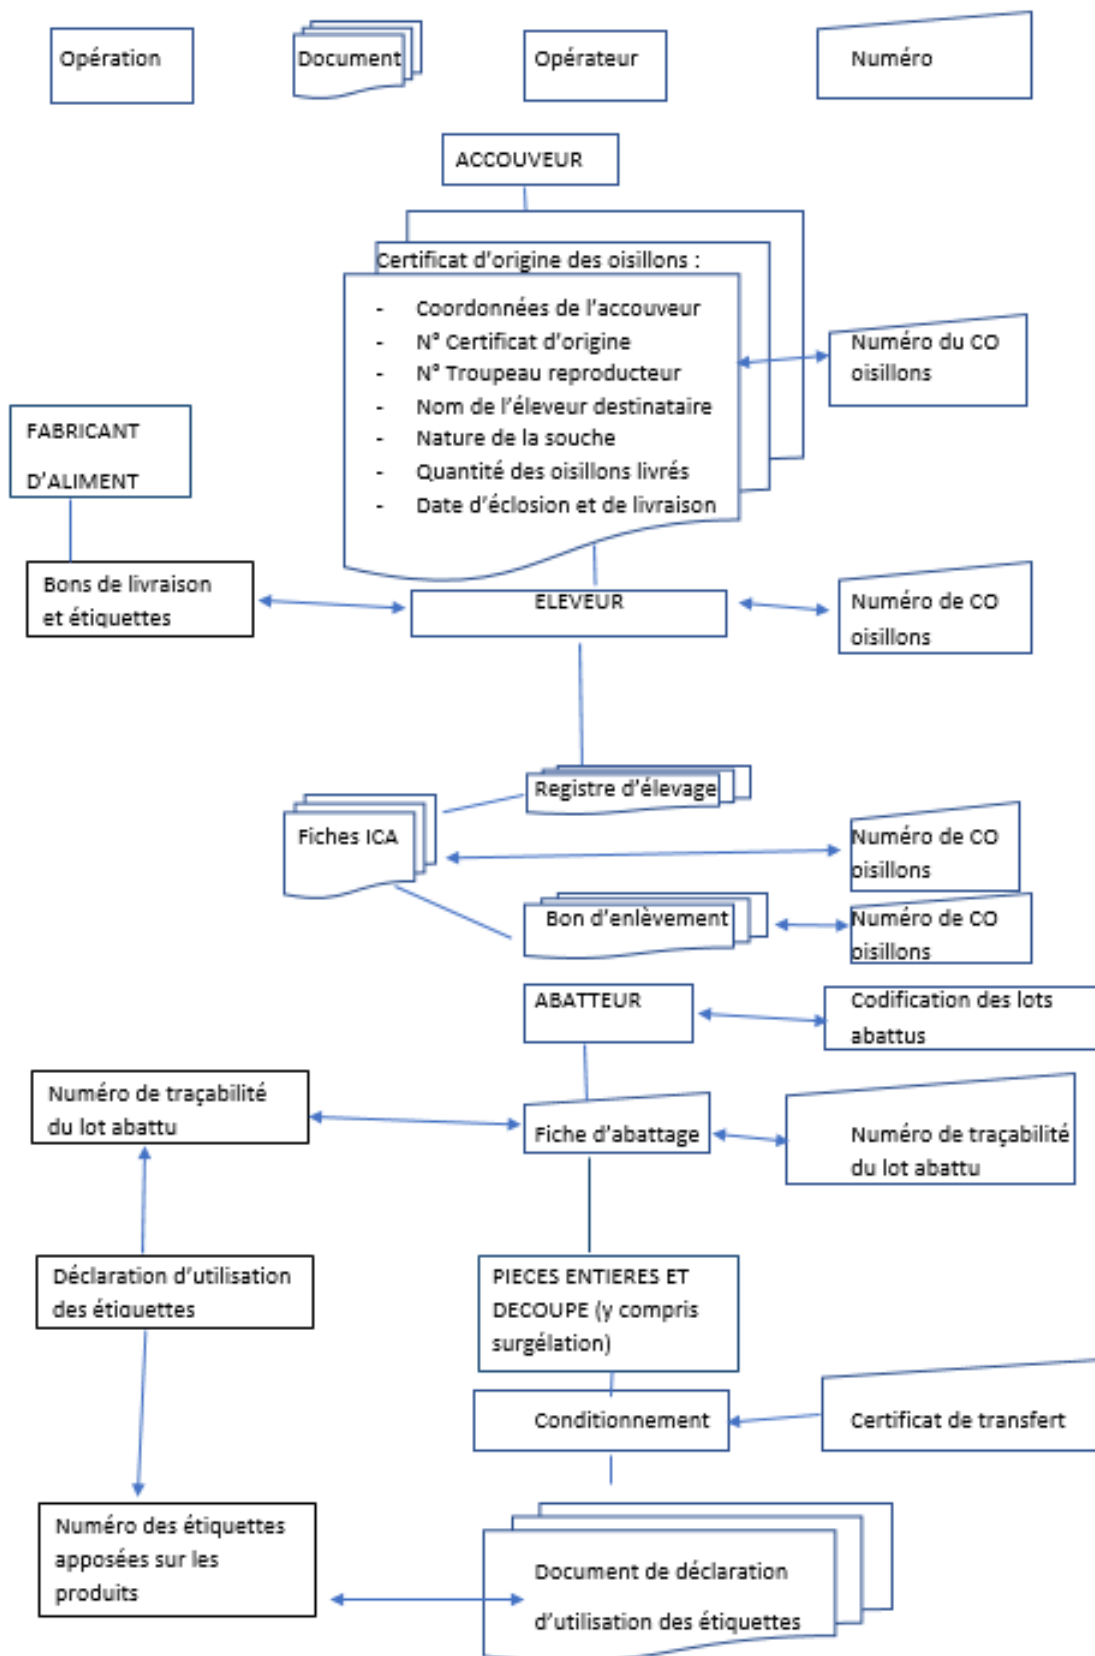 Opération
Document
Opérateur
Numéro
ACCOUVEUR
Certificat d'origine des oisillons :
- Coordonnées de l'accouveur
- N° Certificat d'origine
- N° Troupeau reproducteur
- Nom de l'éleveur destinataire
- Nature de la souche
- Quantité des oisillons livrés
- Date d'éclosion et de livraison
Numéro du CO
oisillons
FABRICANT
D'ALIMENT
Bons de livraison
et étiquettes
ELEVEUR
Numéro de CO
oisillons
Registre d'élevage
Fiches ICA
Numéro de CO
oisillons
Bon d'enlèvement
Numéro de CO
oisillons
ABATTEUR
Codification des lots
abattus
Numéro de traçabilité
du lot abattu
Fiche d'abattage
Numéro de traçabilité
du lot abattu
Déclaration d'utilisation
des étiquettes
PIECES ENTIERES ET
DECOUPE (y compris
surgélation)
Conditionnement
Certificat de transfert
Numéro des étiquettes
apposées sur les
produits
Document de déclaration
d'utilisation des étiquettes